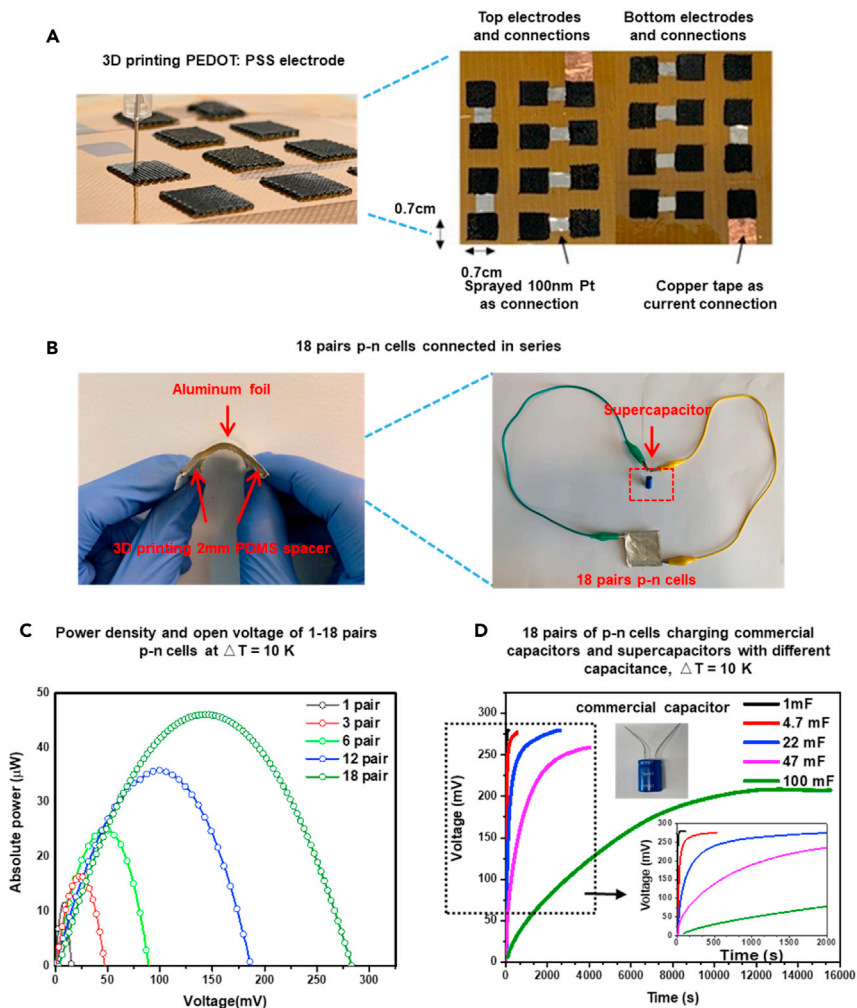 A
3D printing PEDOT: PSS electrode
Top electrodes
and connections
Bottom electrodes
and connections
0.7cm
0.7cm
Sprayed 100nm Pt
as connection
Copper tape as
current connection
B
18 pairs p-n cells connected in series
Aluminum foil
3D printing 2mm PDMS spacer
Supercapacitor
18 pairs p-n cells
C
Power density and open voltage of 1-18 pairs
p-n cells at △T = 10 K
Absolute power (μW)
50
40
30
20
10
0
1 pair
3 pair
6 pair
12 pair
18 pair
0 50 100 150 200 250 300
Voltage(mV)
D
18 pairs of p-n cells charging commercial
capacitors and supercapacitors with different
capacitance, △T = 10 K
Voltage (mV)
300
250
200
150
100
50
0
commercial capacitor
1mF
4.7 mF
22 mF
47 mF
100 mF
Voltage (mV)
300
250
200
150
100
50
0
0 500 1000 1500 2000
Time (s)
0 2000 4000 6000 8000 10000 12000 14000 16000
Time (s)